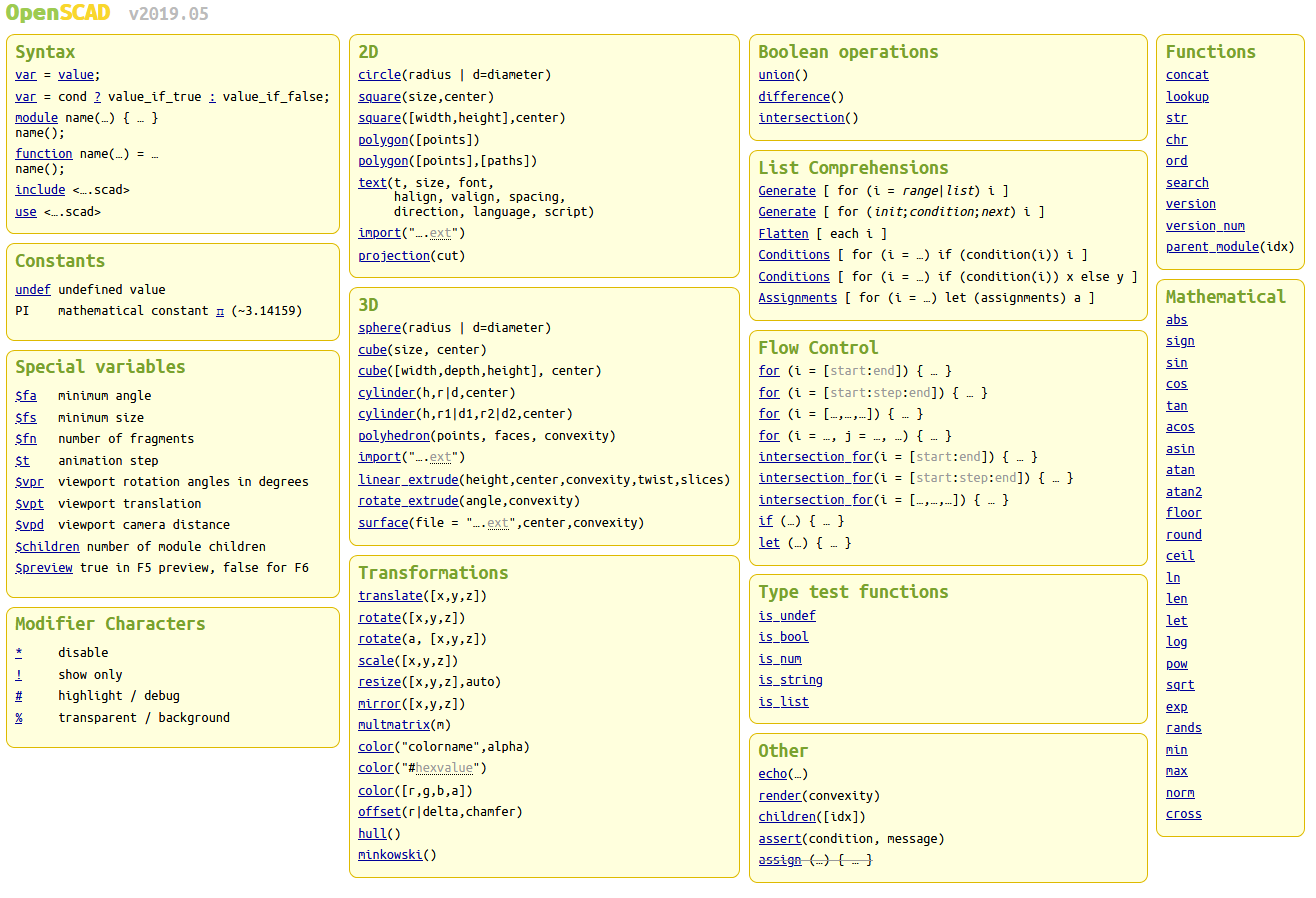 OpenSCAD v2019.05
Syntax
var = value;
var = cond ? value_if_true : value_if_false;
module name(…) { … }
name();
function name(…) = …
name();
include <….scad>
use <….scad>
Constants
undef undefined value
PI mathematical constant π (~3.14159)
Special variables
$fa minimum angle
$fs minimum size
$fn number of fragments
$t animation step
$vpr viewport rotation angles in degrees
$vpt viewport translation
$vpd viewport camera distance
$children number of module children
$preview true in F5 preview, false for F6
Modifier Characters
* disable
! show only
# highlight / debug
% transparent / background
2D
circle(radius | d=diameter)
square(size,center)
square([width,height],center)
polygon([points])
polygon([points],[paths])
text(t, size, font,
halign, valign, spacing,
direction, language, script)
import("….ext")
projection(cut)
3D
sphere(radius | d=diameter)
cube(size, center)
cube([width,depth,height], center)
cylinder(h,r|d,center)
cylinder(h,r1|d1,r2|d2,center)
polyhedron(points, faces, convexity)
import("….ext")
linear_extrude(height,center,convexity,twist,slices)
rotate_extrude(angle,convexity)
surface(file = "….ext",center,convexity)
Transformations
translate([x,y,z])
rotate([x,y,z])
rotate(a, [x,y,z])
scale([x,y,z])
resize([x,y,z],auto)
mirror([x,y,z])
multmatrix(m)
color("colorname",alpha)
color("#hexvalue")
color([r,g,b,a])
offset(r|delta,chamfer)
hull()
minkowski()
Boolean operations
union()
difference()
intersection()
List Comprehensions
Generate [ for (i = range|list) i ]
Generate [ for (init;condition;next) i ]
Flatten [ each i ]
Conditions [ for (i = …) if (condition(i)) i ]
Conditions [ for (i = …) if (condition(i)) x else y ]
Assignments [ for (i = …) let (assignments) a ]
Flow Control
for (i = [start:end]) { … }
for (i = [start:step:end]) { … }
for (i = […,…,…]) { … }
for (i = …, j = …, …) { … }
intersection_for(i = [start:end]) { … }
intersection_for(i = [start:step:end]) { … }
intersection_for(i = […,…,…]) { … }
if (…) { … }
let (…) { … }
Type test functions
is_undef
is_bool
is_num
is_string
is_list
Other
echo(…)
render(convexity)
children([idx])
assert(condition, message)
assign (…) { … }
Functions
concat
lookup
str
chr
ord
search
version
version_num
parent_module(idx)
Mathematical
abs
sign
sin
cos
tan
acos
asin
atan
atan2
floor
round
ceil
ln
len
let
log
pow
sqrt
exp
rands
min
max
norm
cross